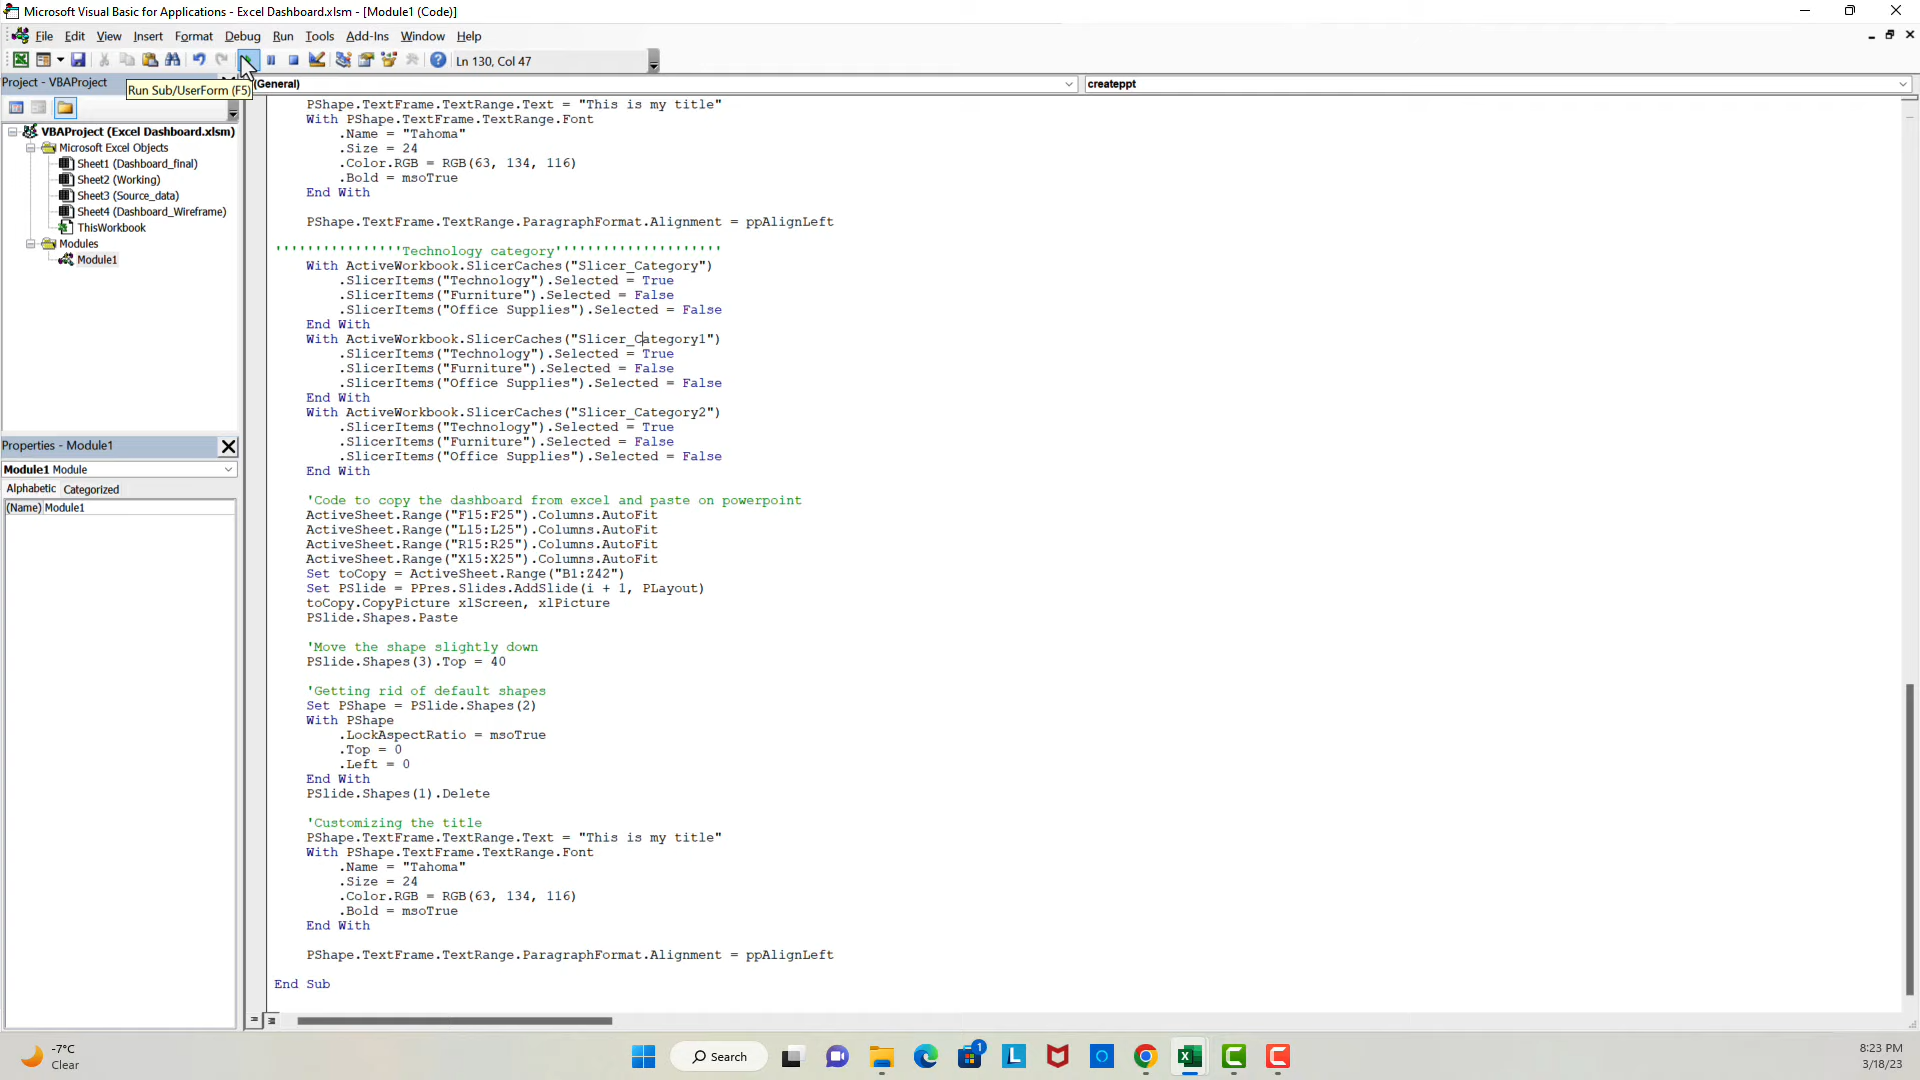 Microsoft Visual Basic for Applications - Excel Dashboard.xlsm - [Module1 (Code)]
File Edit View Insert Format Debug Run Tools Add-Ins Window Help
Ln 130, Col 47
Project - VBAProject
Run Sub/UserForm (F5)
(General)
createppt
VBAProject (Excel Dashboard.xlsm)
Microsoft Excel Objects
Sheet1 (Dashboard_final)
Sheet2 (Working)
Sheet3 (Source_data)
Sheet4 (Dashboard_Wireframe)
ThisWorkbook
Modules
Module1
Properties - Module1
Module1 Module
Alphabetic Categorized
(Name) Module1
PShape.TextFrame.TextRange.Text = "This is my title"
With PShape.TextFrame.TextRange.Font
.Name = "Tahoma"
.Size = 24
.Color.RGB = RGB(63, 134, 116)
.Bold = msoTrue
End With
PShape.TextFrame.TextRange.ParagraphFormat.Alignment = ppAlignLeft
''''''''''''''''Technology category'''''''''''''''''''''
With ActiveWorkbook.SlicerCaches("Slicer_Category")
.SlicerItems("Technology").Selected = True
.SlicerItems("Furniture").Selected = False
.SlicerItems("Office Supplies").Selected = False
End With
With ActiveWorkbook.SlicerCaches("Slicer_Category1")
.SlicerItems("Technology").Selected = True
.SlicerItems("Furniture").Selected = False
.SlicerItems("Office Supplies").Selected = False
End With
With ActiveWorkbook.SlicerCaches("Slicer_Category2")
.SlicerItems("Technology").Selected = True
.SlicerItems("Furniture").Selected = False
.SlicerItems("Office Supplies").Selected = False
End With
'Code to copy the dashboard from excel and paste on powerpoint
ActiveSheet.Range("F15:F25").Columns.AutoFit
ActiveSheet.Range("L15:L25").Columns.AutoFit
ActiveSheet.Range("R15:R25").Columns.AutoFit
ActiveSheet.Range("X15:X25").Columns.AutoFit
Set toCopy = ActiveSheet.Range("B1:Z42")
Set PSlide = PPres.Slides.AddSlide(i + 1, PLayout)
toCopy.CopyPicture xlScreen, xlPicture
PSlide.Shapes.Paste
'Move the shape slightly down
PSlide.Shapes(3).Top = 40
'Getting rid of default shapes
Set PShape = PSlide.Shapes(2)
With PShape
.LockAspectRatio = msoTrue
.Top = 0
.Left = 0
End With
PSlide.Shapes(1).Delete
'Customizing the title
PShape.TextFrame.TextRange.Text = "This is my title"
With PShape.TextFrame.TextRange.Font
.Name = "Tahoma"
.Size = 24
.Color.RGB = RGB(63, 134, 116)
.Bold = msoTrue
End With
PShape.TextFrame.TextRange.ParagraphFormat.Alignment = ppAlignLeft
End Sub
-7°C
Clear
Search
1
L
8:23 PM
3/18/23